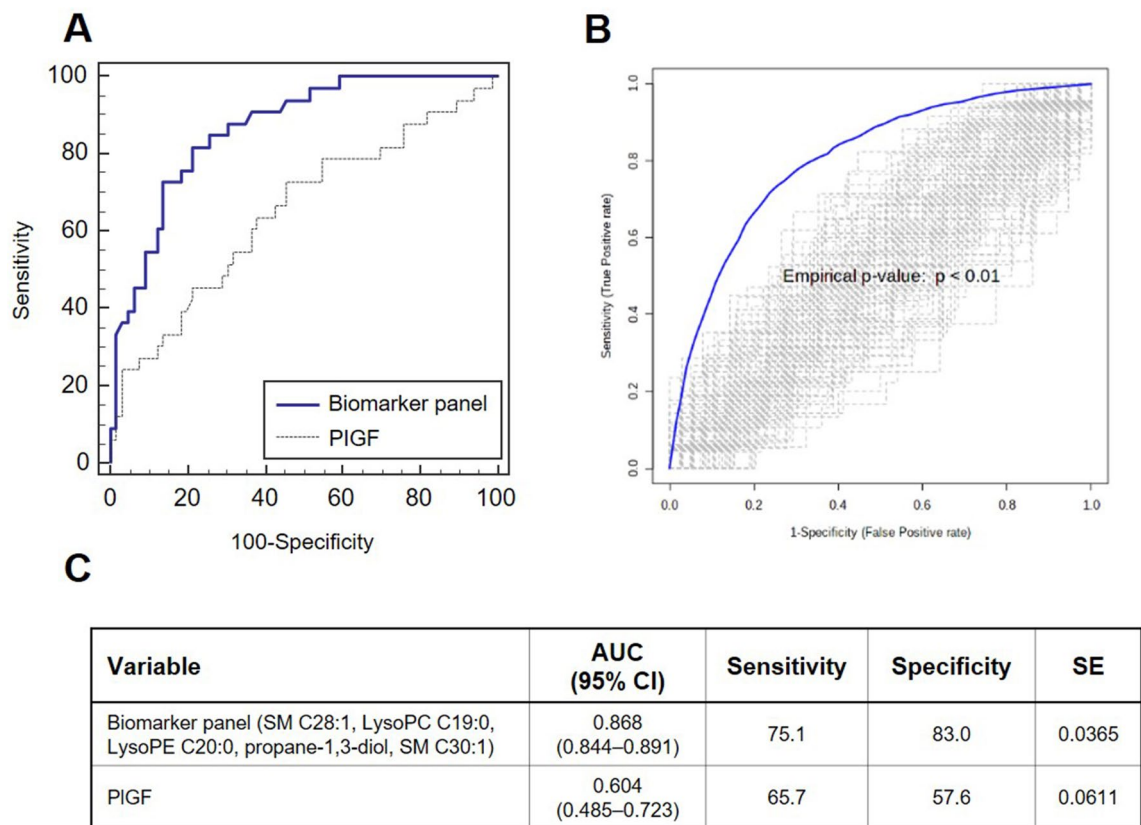 A
B
100
80
60
40
20
0
Sensitivity
Biomarker panel
PlGF
0 20 40 60 80 100
100-Specificity
1.0
0.8
0.6
0.4
0.2
0.0
Sensitivity (True Positive rate)
Empirical p-value: p < 0.01
0.0 0.2 0.4 0.6 0.8 1.0
1-Specificity (False Positive rate)
C
Variable
AUC
(95% CI)
Sensitivity
Specificity
SE
Biomarker panel (SM C28:1, LysoPC C19:0,
LysoPE C20:0, propane-1,3-diol, SM C30:1)
0.868
(0.844–0.891)
75.1
83.0
0.0365
PlGF
0.604
(0.485–0.723)
65.7
57.6
0.0611